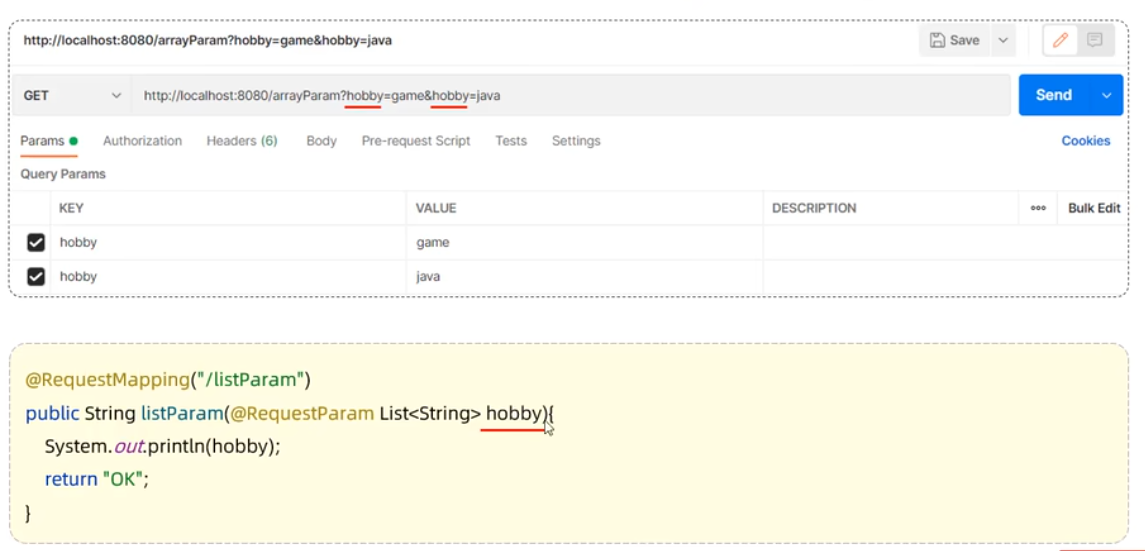 http://localhost:8080/arrayParam?hobby=game&hobby=java
Save
GET http://localhost:8080/arrayParam?hobby=game&hobby=java Send
Params Authorization Headers (6) Body Pre-request Script Tests Settings Cookies
Query Params
KEY VALUE DESCRIPTION ooo Bulk Edit
hobby game
hobby java
@RequestMapping("/listParam")
public String listParam(@RequestParam List<String> hobby){
System.out.println(hobby);
return "OK";
}